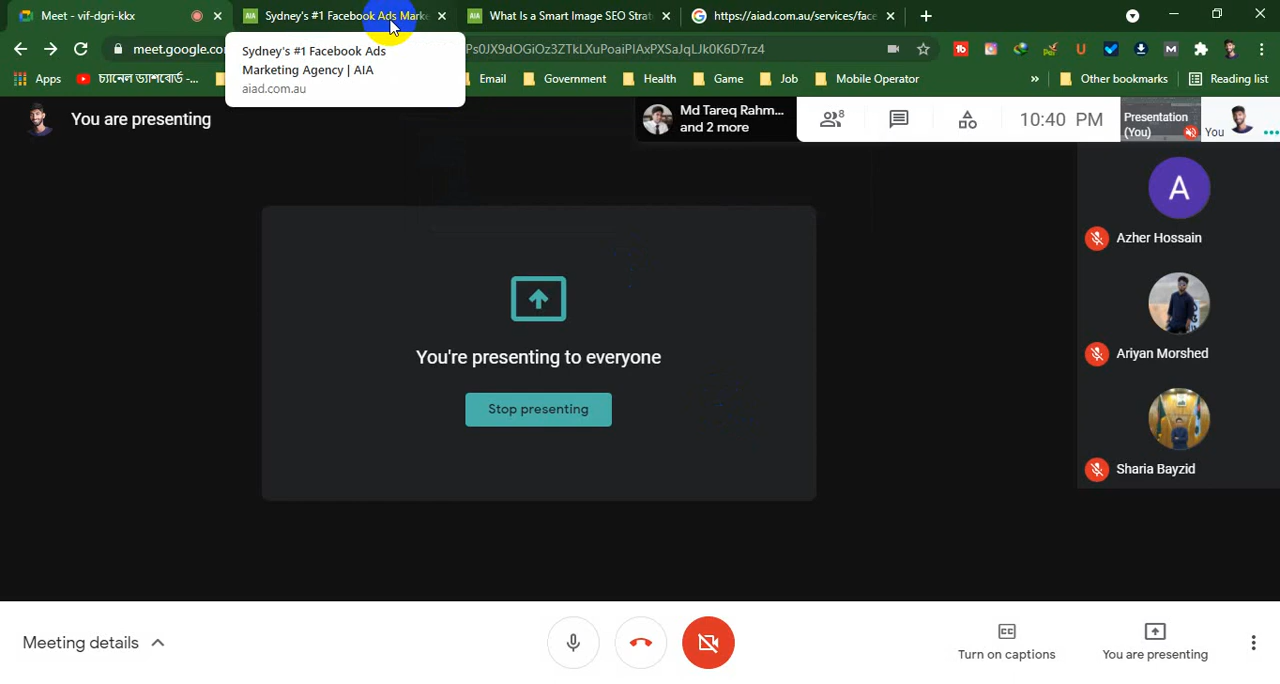 Meet - vif-dgri-kkx
Sydney's #1 Facebook Ads Marke
What Is a Smart Image SEO Strate
https://aiad.com.au/services/face
meet.google.co
Ps0JX9dOGiOz3ZTkLXuPoaiPIAxPXSaJqLJk0K6D7rz4
Sydney's #1 Facebook Ads
Marketing Agency | AIA
aiad.com.au
Apps
চ্যানেল ড্যাশবোর্ড -...
Email
Government
Health
Game
Job
Mobile Operator
»
Other bookmarks
Reading list
You are presenting
Md Tareq Rahm...
and 2 more
8
10:40 PM
Presentation
(You)
You
A
Azher Hossain
Ariyan Morshed
Sharia Bayzid
You're presenting to everyone
Stop presenting
Meeting details
Turn on captions
You are presenting